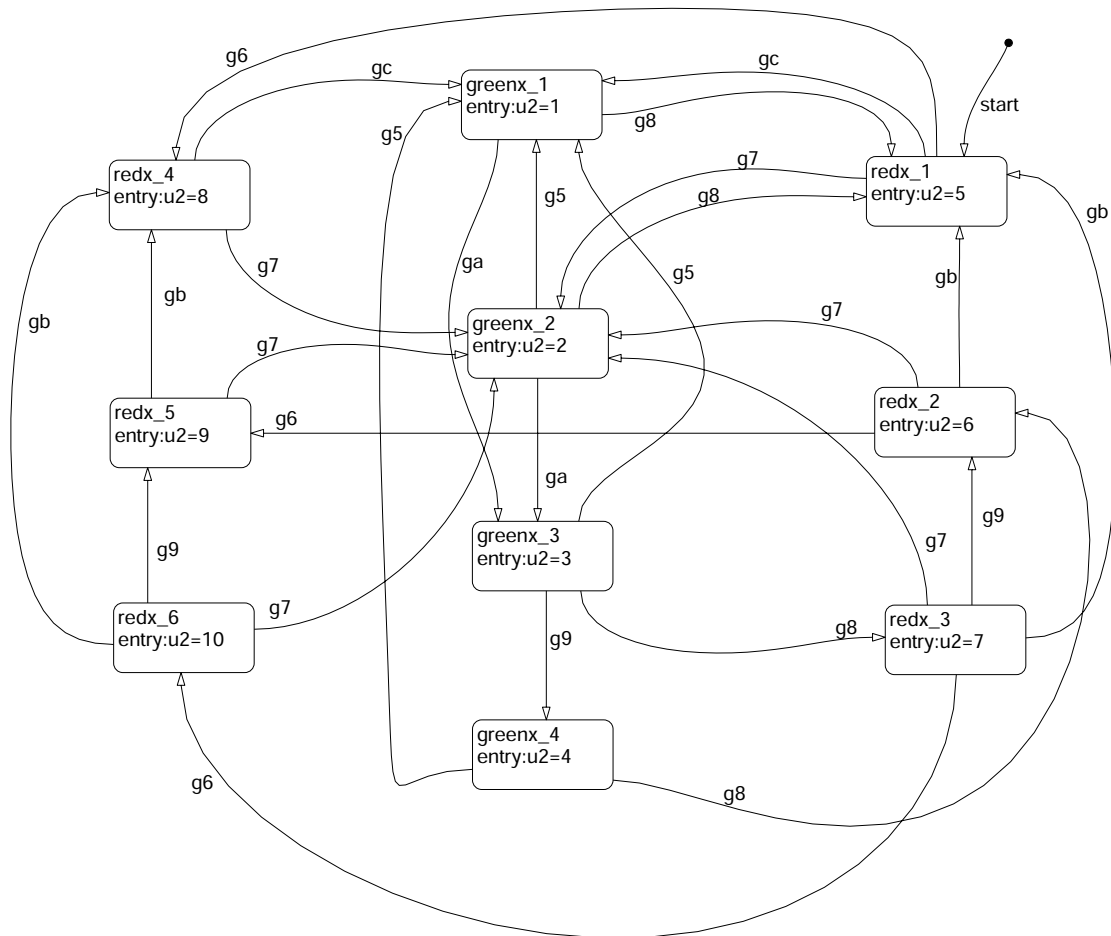 g6
gc
greenx_1
entry:u2=1
gc
start
g5
g8
redx_4
entry:u2=8
g7
redx_1
entry:u2=5
g5
g8
gb
g7
ga
g5
gb
gb
gb
greenx_2
entry:u2=2
g7
g7
redx_5
entry:u2=9
g6
redx_2
entry:u2=6
ga
greenx_3
entry:u2=3
g9
g9
g7
redx_6
entry:u2=10
g7
g9
g8
redx_3
entry:u2=7
greenx_4
entry:u2=4
g6
g8